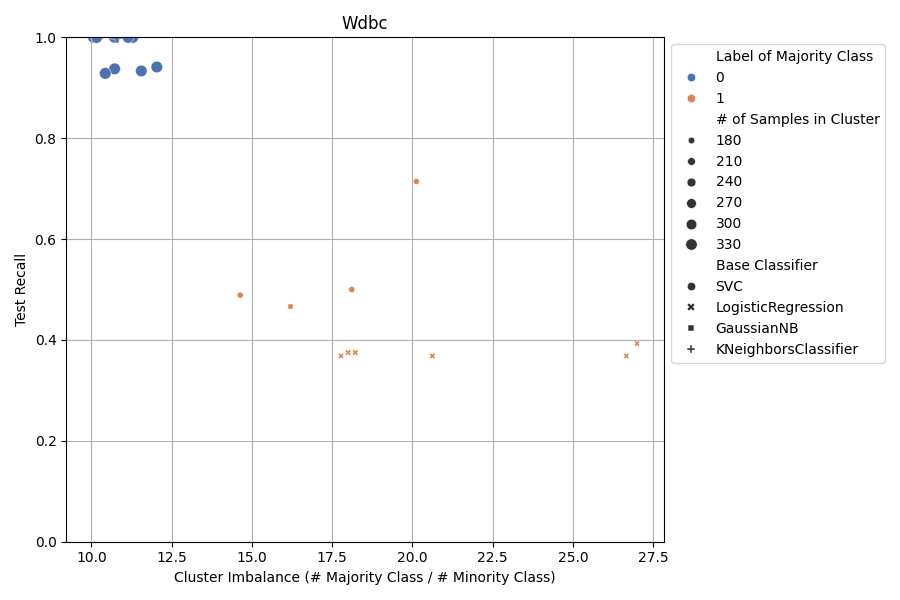 Wdbc
Test Recall
1.0
0.8
0.6
0.4
0.2
0.0
10.0 12.5 15.0 17.5 20.0 22.5 25.0 27.5
Cluster Imbalance (# Majority Class / # Minority Class)
Label of Majority Class
0
1
# of Samples in Cluster
180
210
240
270
300
330
Base Classifier
SVC
LogisticRegression
GaussianNB
KNeighborsClassifier